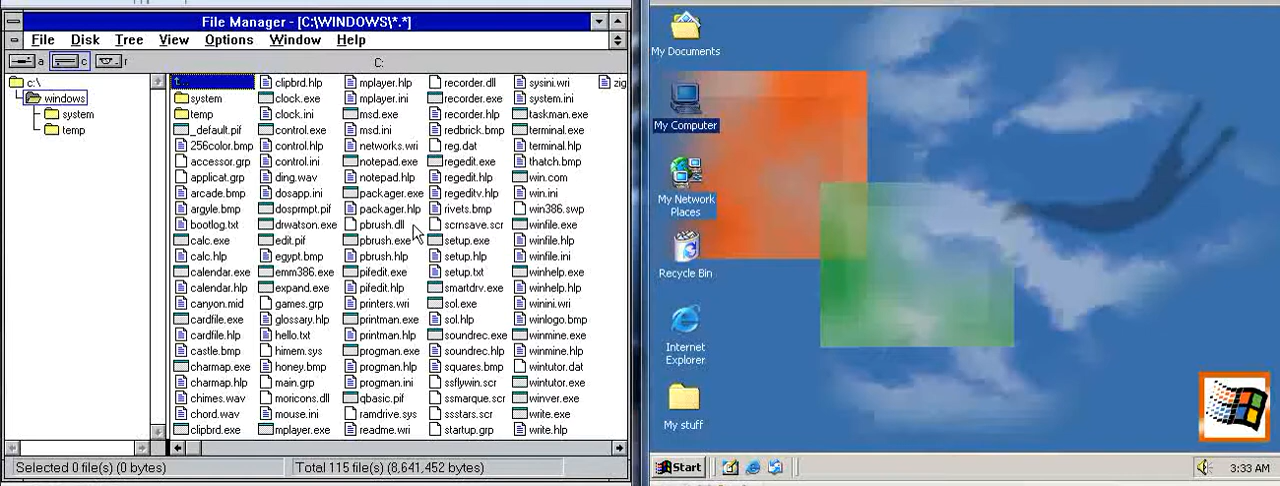 File Manager - [C:\WINDOWS\*.*]
File Disk Tree View Options Window Help
a c r C:
c:\
windows
system
temp
system
temp
_default.pif
256color.bmp
accessor.grp
applicat.grp
arcade.bmp
argyle.bmp
bootlog.txt
calc.exe
calc.hlp
calendar.exe
calendar.hlp
canyon.mid
cardfile.exe
cardfile.hlp
castle.bmp
charmap.exe
charmap.hlp
chimes.wav
chord.wav
clipbrd.exe
clipbrd.hlp
clock.exe
clock.ini
control.exe
control.hlp
control.ini
ding.wav
dosapp.ini
dosprmpt.pif
drwatson.exe
edit.pif
egypt.bmp
emm386.exe
expand.exe
games.grp
glossary.hlp
hello.txt
himem.sys
honey.bmp
main.grp
moricons.dll
mouse.ini
mplayer.exe
mplayer.hlp
mplayer.ini
msd.exe
msd.ini
networks.wri
notepad.exe
notepad.hlp
packager.exe
packager.hlp
pbrush.dll
pbrush.exe
pbrush.hlp
pifedit.exe
pifedit.hlp
printers.wri
printman.exe
printman.hlp
progman.exe
progman.ini
qbasic.pif
ramdrive.sys
readme.wri
recorder.dll
recorder.exe
recorder.hlp
redbrick.bmp
reg.dat
regedit.exe
regedit.hlp
regeditv.hlp
rivets.bmp
scrnsave.scr
setup.exe
setup.hlp
setup.txt
smartdrv.exe
sol.exe
sol.hlp
soundrec.exe
soundrec.hlp
squares.bmp
ssflywin.scr
ssmarque.scr
ssstars.scr
startup.grp
sysini.wri
system.ini
taskman.exe
terminal.exe
terminal.hlp
thatch.bmp
win.com
win.ini
win386.swp
winfile.exe
winfile.hlp
winfile.ini
winhelp.exe
winhelp.hlp
winini.wri
winlogo.bmp
winmine.exe
winmine.hlp
wintutor.dat
wintutor.exe
winver.exe
write.exe
write.hlp
zig
Selected 0 file(s) (0 bytes) Total 115 file(s) (8,641,452 bytes)
My Documents
My Computer
My Network
Places
Recycle Bin
Internet
Explorer
My stuff
Start 3:33 AM